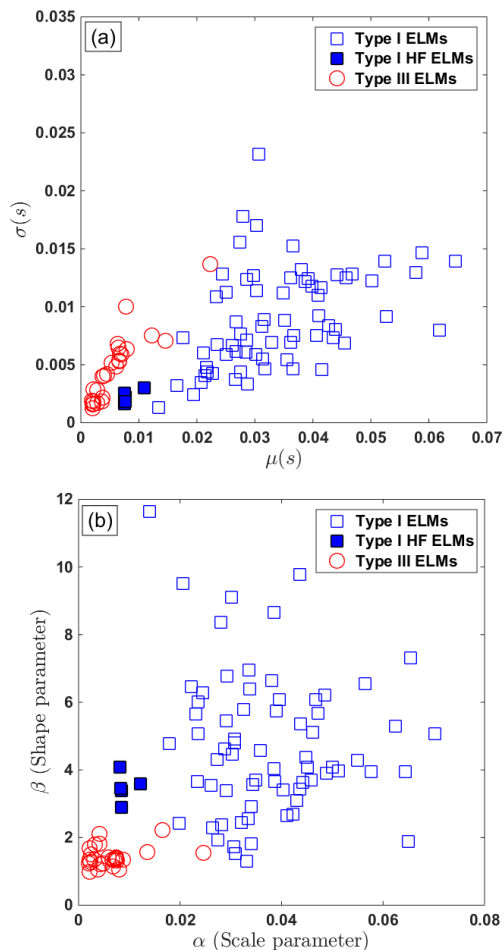 (a)
Type I ELMs
Type I HF ELMs
Type III ELMs
0.035
0.03
0.025
0.02
0.015
0.01
0.005
0
σ(s)
0 0.01 0.02 0.03 0.04 0.05 0.06 0.07
μ(s)
(b)
Type I ELMs
Type I HF ELMs
Type III ELMs
12
10
8
6
4
2
0
β (Shape parameter)
0 0.02 0.04 0.06 0.08
α (Scale parameter)